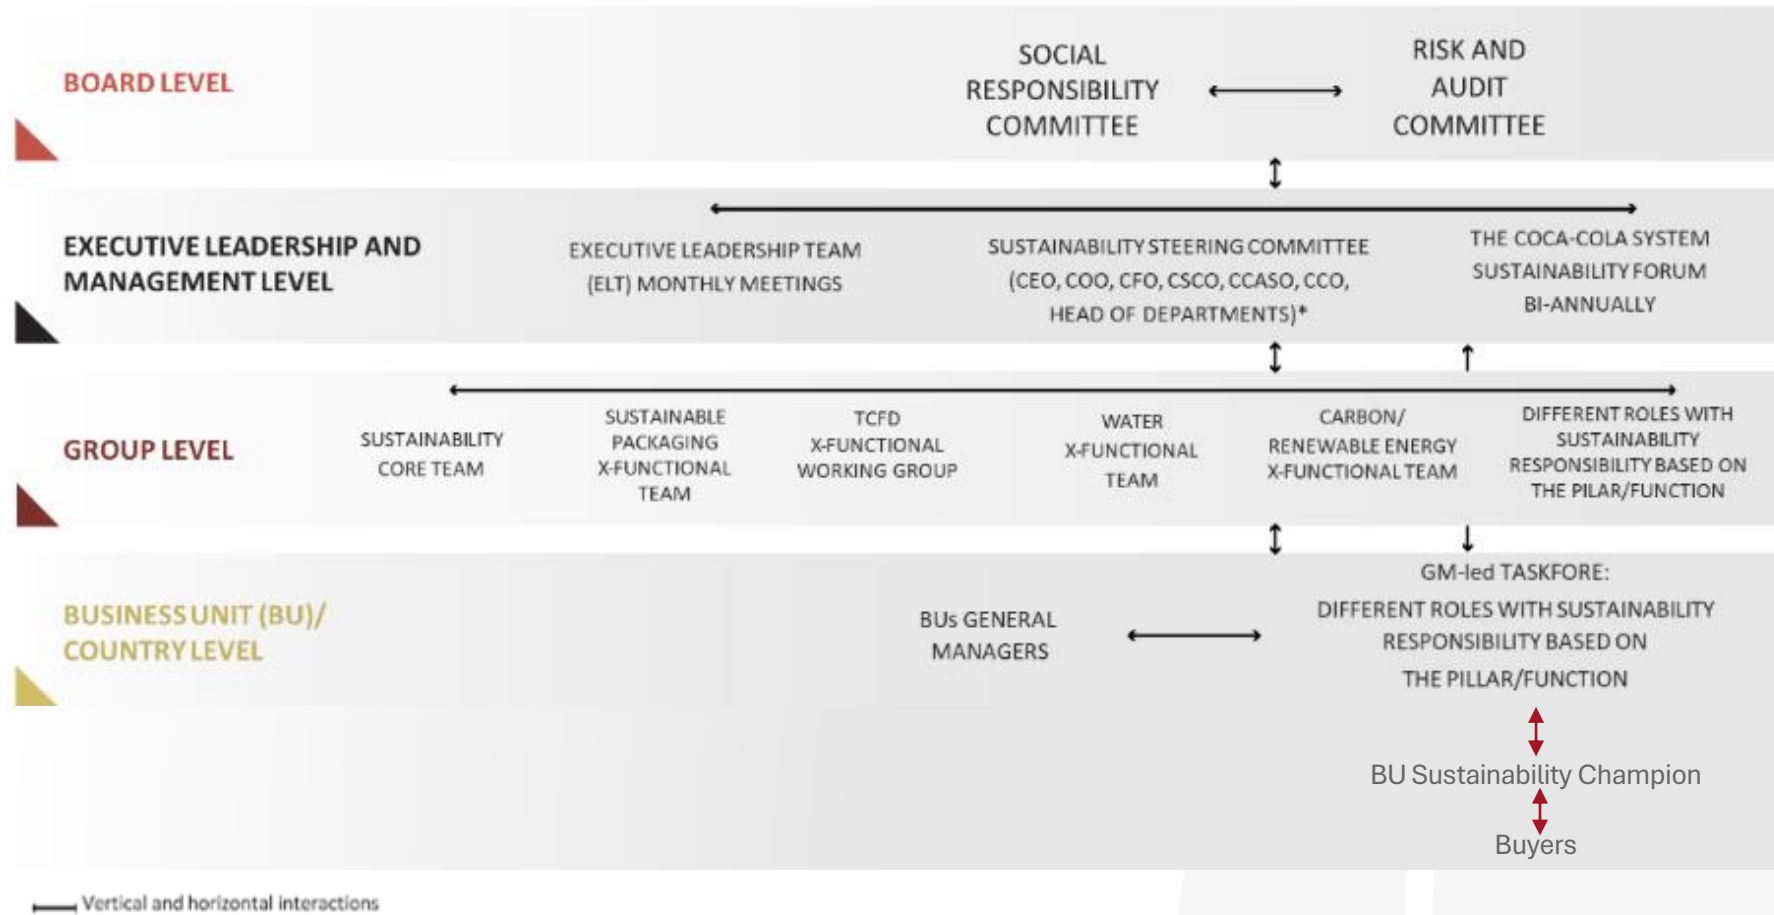 BOARD LEVEL
SOCIAL
RESPONSIBILITY
COMMITTEE
RISK AND
AUDIT
COMMITTEE
EXECUTIVE LEADERSHIP AND
MANAGEMENT LEVEL
EXECUTIVE LEADERSHIP TEAM
(ELT) MONTHLY MEETINGS
SUSTAINABILITY STEERING COMMITTEE
(CEO, COO, CFO, CSCO, CCASO, CCO,
HEAD OF DEPARTMENTS)*
THE COCA-COLA SYSTEM
SUSTAINABILITY FORUM
BI-ANNUALLY
GROUP LEVEL
SUSTAINABILITY
CORE TEAM
SUSTAINABLE
PACKAGING
X-FUNCTIONAL
TEAM
TCFD
X-FUNCTIONAL
WORKING GROUP
WATER
X-FUNCTIONAL
TEAM
CARBON/
RENEWABLE ENERGY
X-FUNCTIONAL TEAM
DIFFERENT ROLES WITH
SUSTAINABILITY
RESPONSIBILITY BASED ON
THE PILAR/FUNCTION
BUSINESS UNIT (BU)/
COUNTRY LEVEL
BUs GENERAL
MANAGERS
GM-led TASKFORE:
DIFFERENT ROLES WITH SUSTAINABILITY
RESPONSIBILITY BASED ON
THE PILLAR/FUNCTION
BU Sustainability Champion
Buyers
Vertical and horizontal interactions